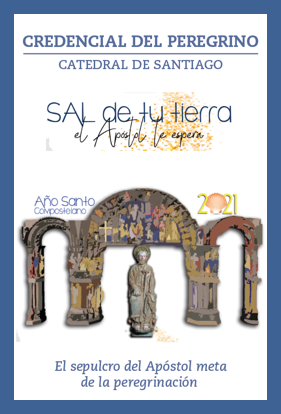 CREDENCIAL DEL PEREGRINO
CATEDRAL DE SANTIAGO
SAL de tu tierra
el Apóstol te espera
Año Santo
Compostelano
2021
El sepulcro del Apóstol meta
de la peregrinación